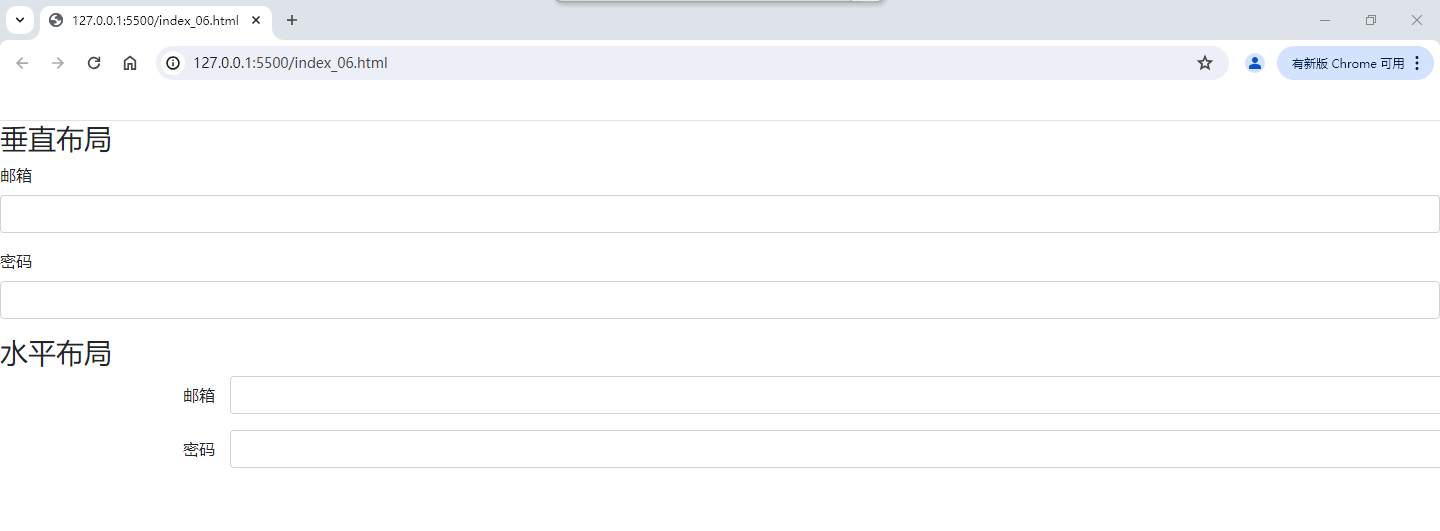 127.0.0.1:5500/index_06.html
127.0.0.1:5500/index_06.html
有新版 Chrome 可用
垂直布局
邮箱
密码
水平布局
邮箱
密码